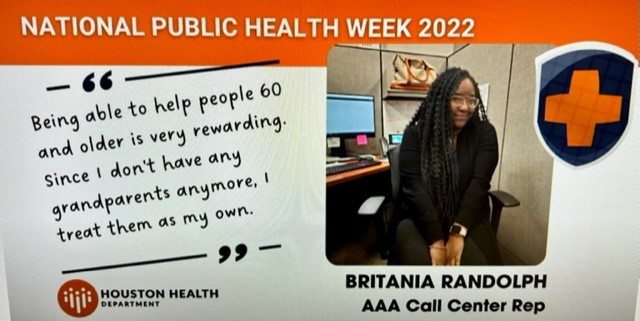 NATIONAL PUBLIC HEALTH WEEK 2022
“
Being able to help people 60
and older is very rewarding.
Since I don't have any
grandparents anymore, I
treat them as my own.
”
HOUSTON HEALTH
DEPARTMENT
BRITANIA RANDOLPH
AAA Call Center Rep